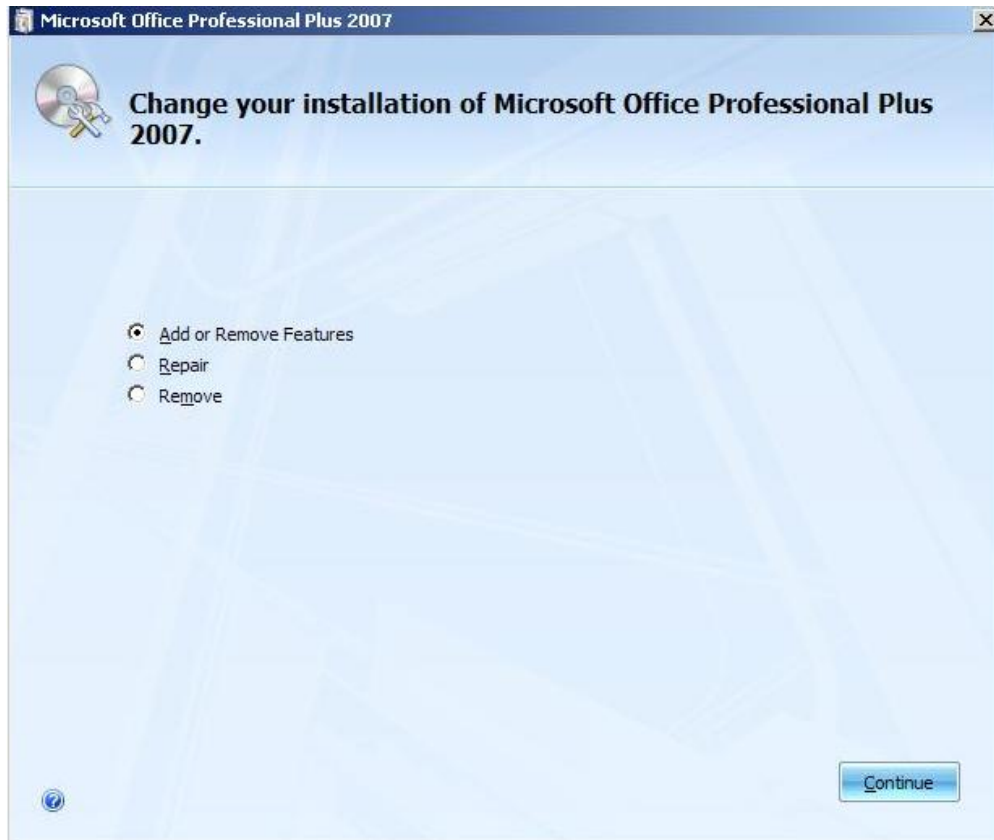 Microsoft Office Professional Plus 2007
Change your installation of Microsoft Office Professional Plus
2007.
Add or Remove Features
Repair
Remove
Continue